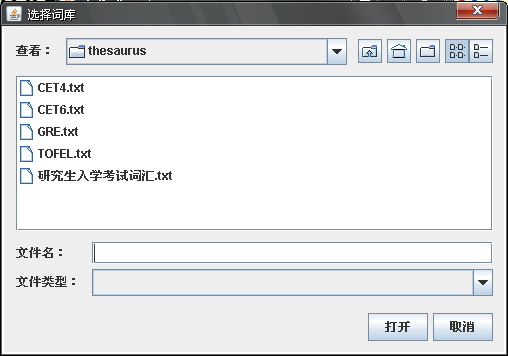 选择词库
查看：
thesaurus
CET4.txt
CET6.txt
GRE.txt
TOFEL.txt
研究生入学考试词汇.txt
文件名：
文件类型：
打开
取消